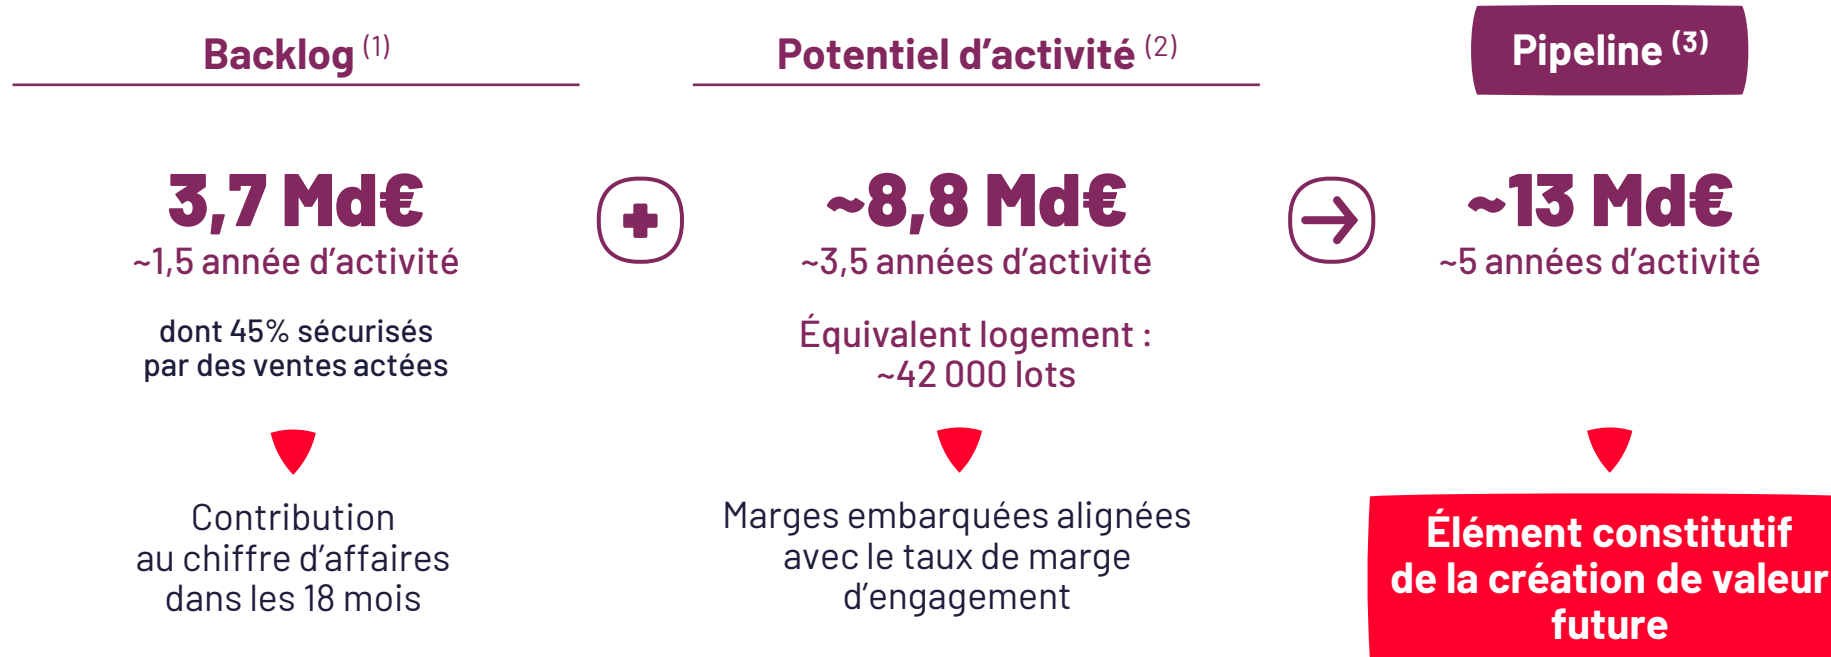 Backlog (1)
3,7 Md€
~1,5 année d’activité
dont 45% sécurisés
par des ventes actées
Contribution
au chiffre d’affaires
dans les 18 mois
Potentiel d’activité (2)
~8,8 Md€
~3,5 années d’activité
Équivalent logement :
~42 000 lots
Marges embarquées alignées
avec le taux de marge
d’engagement
Pipeline (3)
~13 Md€
~5 années d’activité
Élément constitutif
de la création de valeur
future